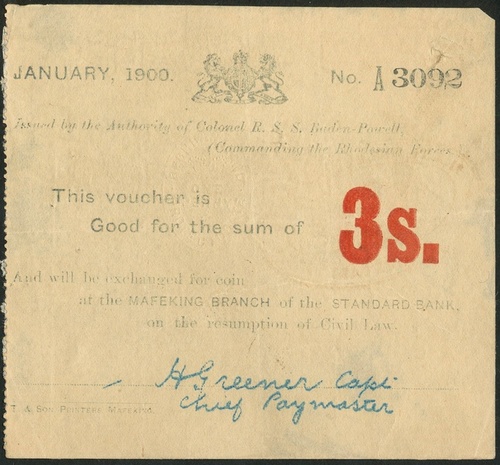 JANUARY, 1900.
No. A 3092
Issued by the Authority of Colonel R. S. S. Baden-Powell,
(Commanding the Rhodesian Forces.
This voucher is
Good for the sum of 3s.
And will be exchanged for coin
at the MAFEKING BRANCH of the STANDARD BANK,
on the resumption of Civil Law.
H Greener Capt
Chief Paymaster
T. & SON PRINTERS MAFEKING.